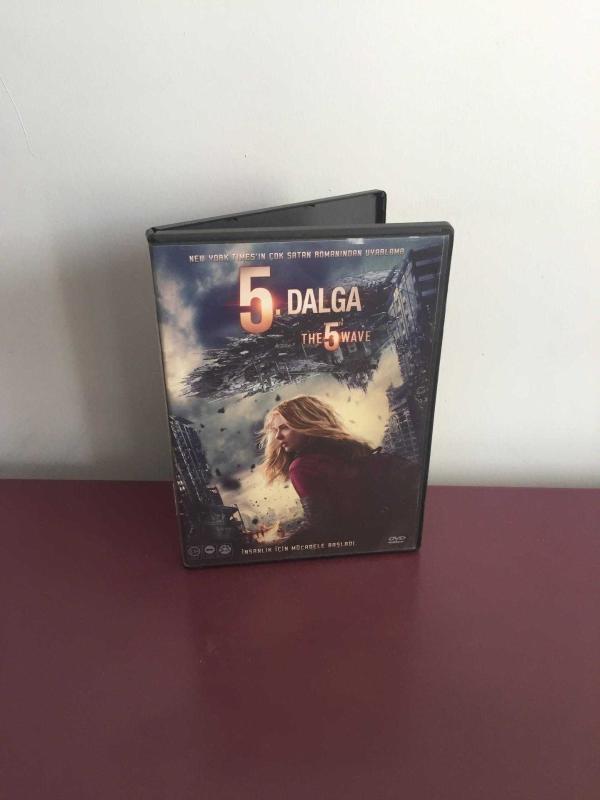 NEW YORK TIMES'IN ÇOK SATAN ROMANINDAN UYARLAMA
5. DALGA
THE 5TH WAVE
İNSANLIK İÇİN MÜCADELE BAŞLADI
DVD